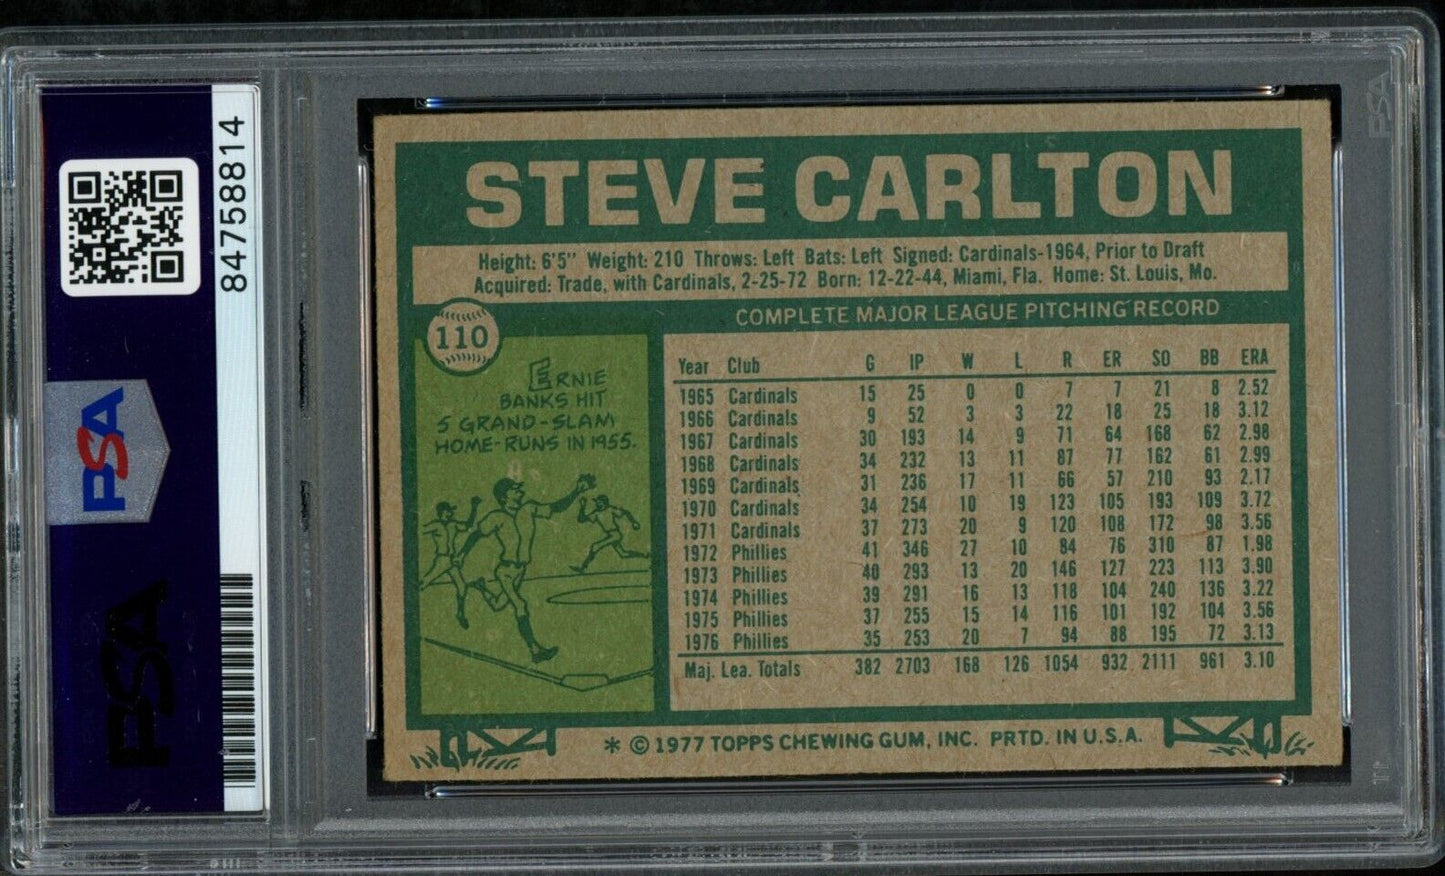 84758814
PSA
PSA
STEVE CARLTON
Height: 6'5" Weight: 210 Throws: Left Bats: Left Signed: Cardinals-1964, Prior to Draft
Acquired: Trade, with Cardinals, 2-25-72 Born: 12-22-44, Miami, Fla. Home: St. Louis, Mo.
110
ERNIE
BANKS HIT
5 GRAND-SLAM
HOME-RUNS IN 1955.
COMPLETE MAJOR LEAGUE PITCHING RECORD
Year Club G IP W L R ER SO BB ERA
1965 Cardinals 15 25 0 0 7 7 21 8 2.52
1966 Cardinals 9 52 3 3 22 18 25 18 3.12
1967 Cardinals 30 193 14 9 71 64 168 62 2.98
1968 Cardinals 34 232 13 11 87 77 162 61 2.99
1969 Cardinals 31 236 17 11 66 57 210 93 2.17
1970 Cardinals 34 254 10 19 123 105 193 109 3.72
1971 Cardinals 37 273 20 9 120 108 172 98 3.56
1972 Phillies 41 346 27 10 84 76 310 87 1.98
1973 Phillies 40 293 13 20 146 127 223 113 3.90
1974 Phillies 39 291 16 13 118 104 240 136 3.22
1975 Phillies 37 255 15 14 116 101 192 104 3.56
1976 Phillies 35 253 20 7 94 88 195 72 3.13
Maj. Lea. Totals 382 2703 168 126 1054 932 2111 961 3.10
* © 1977 TOPPS CHEWING GUM, INC. PRTD. IN U.S.A.
PSA